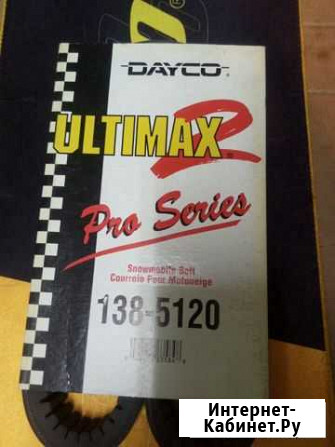 DAYCO
ULTIMAX 2
Pro Series
Snowmobile Belt
Courroie Pour Motoneige
138-5120
Интернет-
Кабинет.Ру